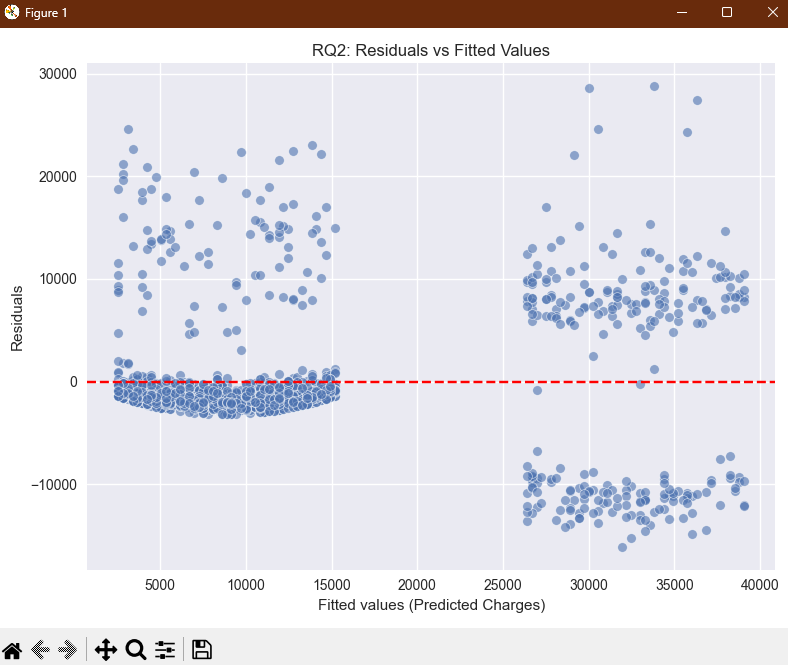 Figure 1
RQ2: Residuals vs Fitted Values
30000
20000
10000
0
−10000
Residuals
5000 10000 15000 20000 25000 30000 35000 40000
Fitted values (Predicted Charges)